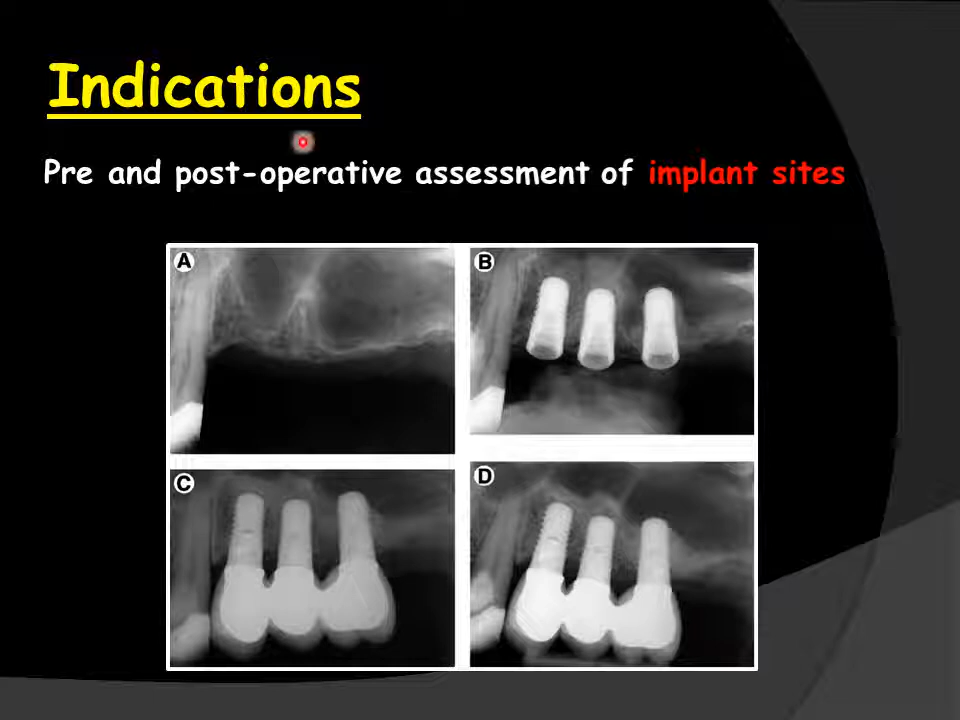 Indications
Pre and post-operative assessment of implant sites
A
B
C
D